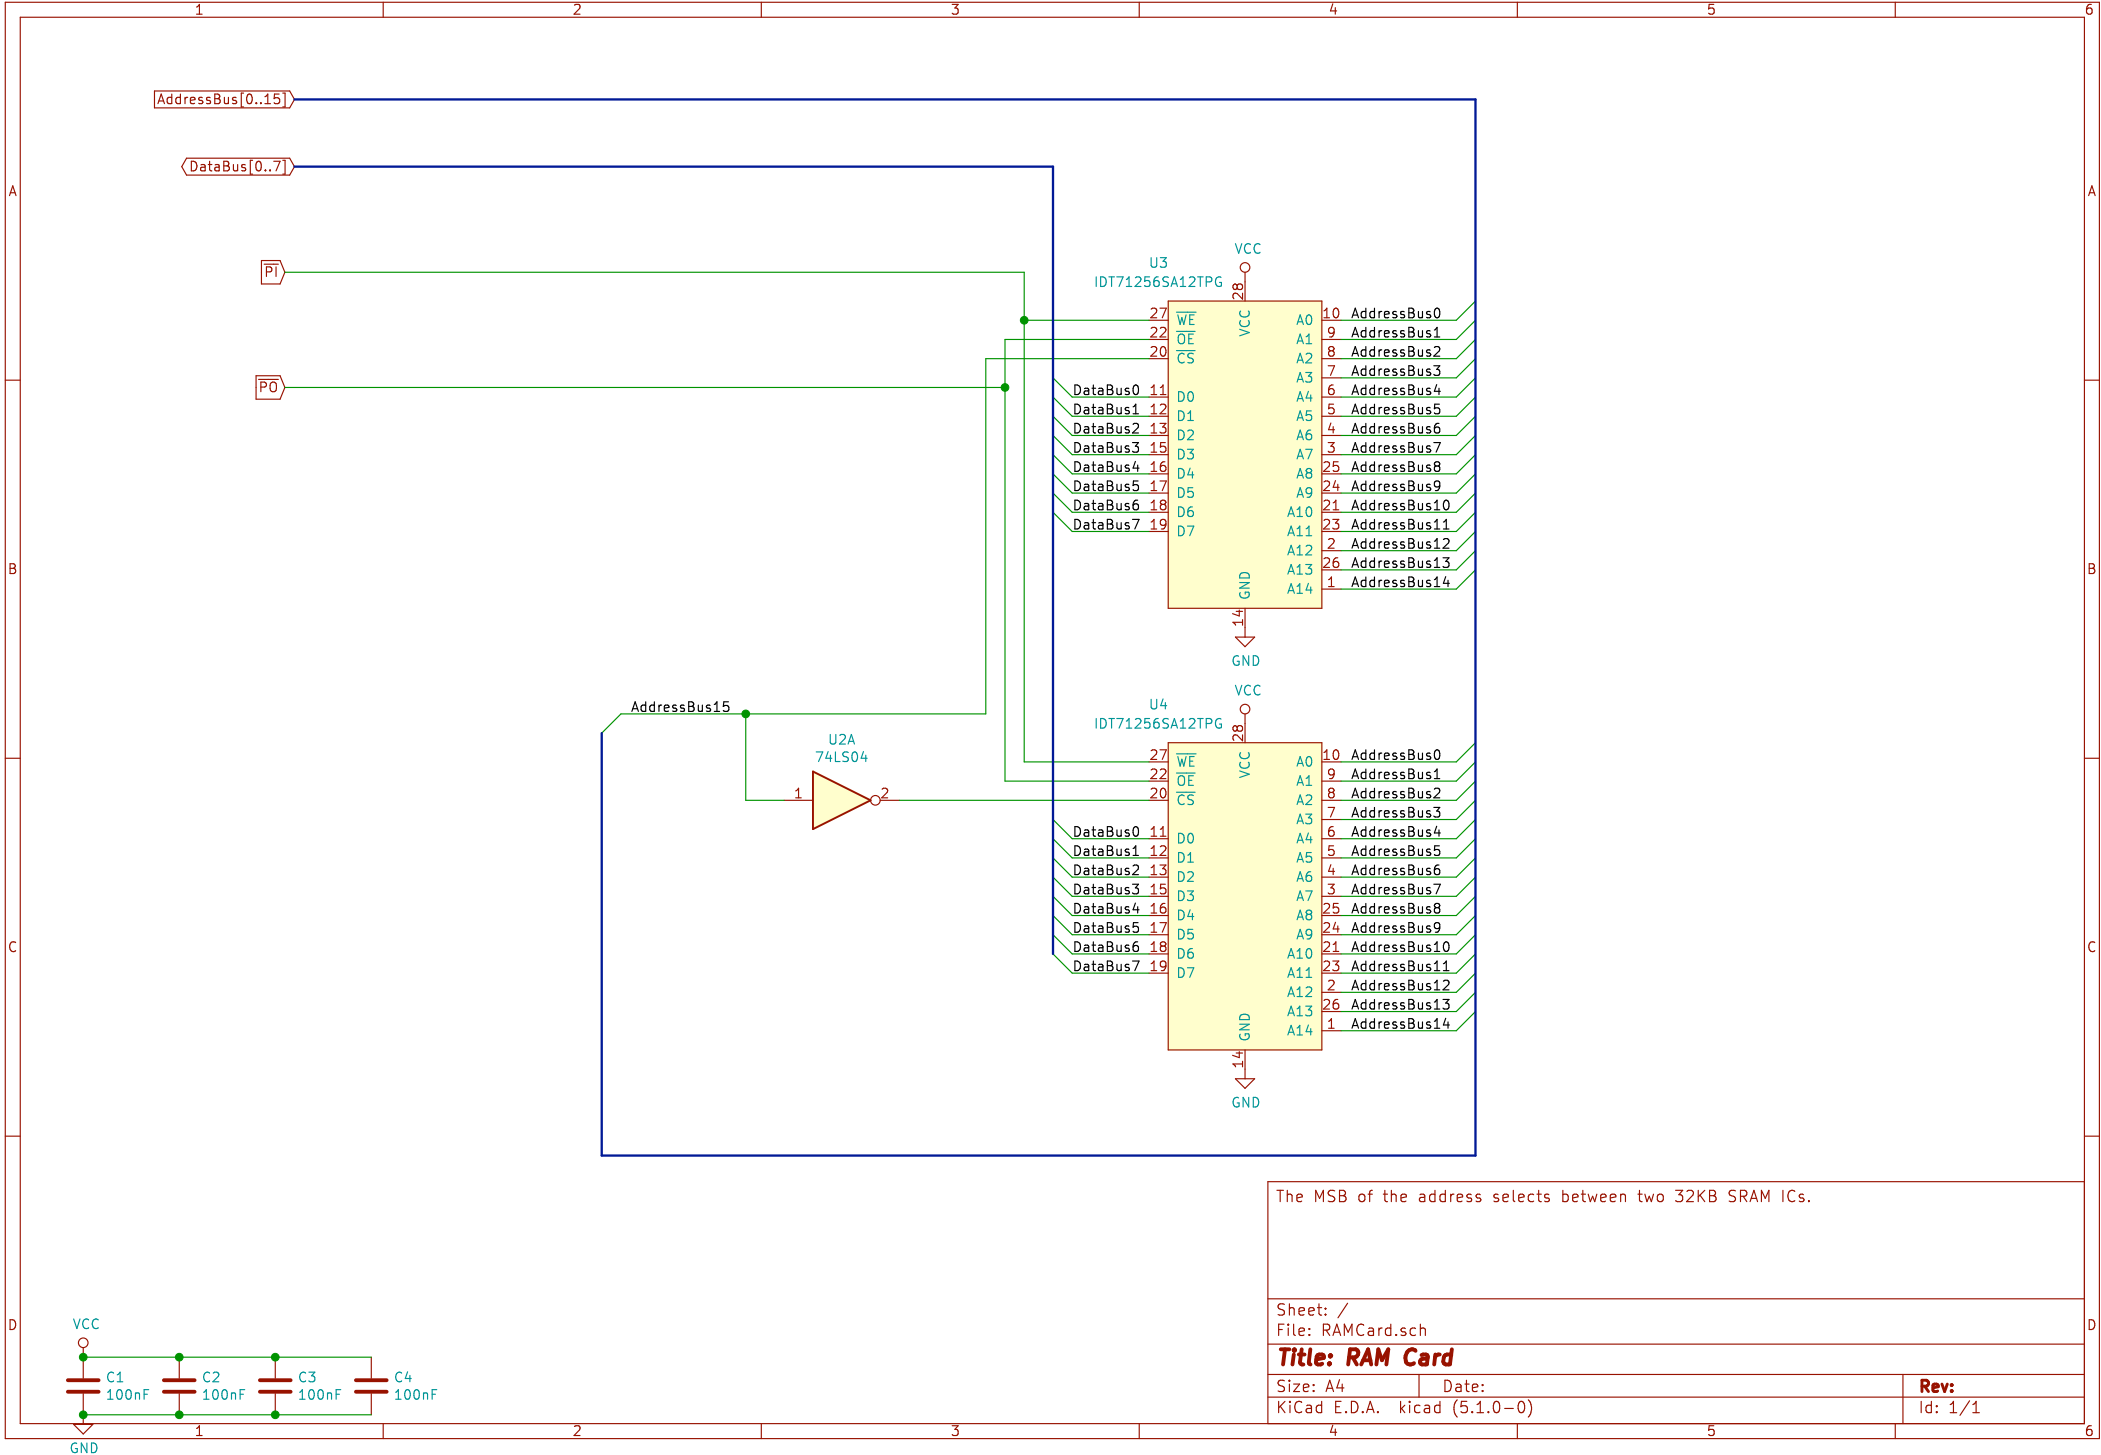 1 2 3 4 5 6
AddressBus[0..15]
DataBus[0..7]
A A
VCC
U3
IDT71256SA12TPG
PI
28
27 WE VCC A0 10 AddressBus0
22 OE A1 9 AddressBus1
20 CS A2 8 AddressBus2
A3 7 AddressBus3
PO
DataBus0 11 D0 A4 6 AddressBus4
DataBus1 12 D1 A5 5 AddressBus5
DataBus2 13 D2 A6 4 AddressBus6
DataBus3 15 D3 A7 3 AddressBus7
DataBus4 16 D4 A8 25 AddressBus8
DataBus5 17 D5 A9 24 AddressBus9
DataBus6 18 D6 A10 21 AddressBus10
DataBus7 19 D7 A11 23 AddressBus11
A12 2 AddressBus12
B GND A13 26 AddressBus13 B
A14 1 AddressBus14
14
GND
VCC
U4
IDT71256SA12TPG
AddressBus15
28
U2A
74LS04
27 WE VCC A0 10 AddressBus0
22 OE A1 9 AddressBus1
1 2 20 CS A2 8 AddressBus2
A3 7 AddressBus3
DataBus0 11 D0 A4 6 AddressBus4
DataBus1 12 D1 A5 5 AddressBus5
DataBus2 13 D2 A6 4 AddressBus6
DataBus3 15 D3 A7 3 AddressBus7
DataBus4 16 D4 A8 25 AddressBus8
DataBus5 17 D5 A9 24 AddressBus9
C DataBus6 18 D6 A10 21 AddressBus10 C
DataBus7 19 D7 A11 23 AddressBus11
A12 2 AddressBus12
GND A13 26 AddressBus13
A14 1 AddressBus14
14
GND
The MSB of the address selects between two 32KB SRAM ICs.
Sheet: /
File: RAMCard.sch
D D
VCC
Title: RAM Card
C1 C2 C3 C4
100nF 100nF 100nF 100nF
Size: A4 Date: Rev:
KiCad E.D.A. kicad (5.1.0-0) Id: 1/1
GND
1 2 3 4 5 6